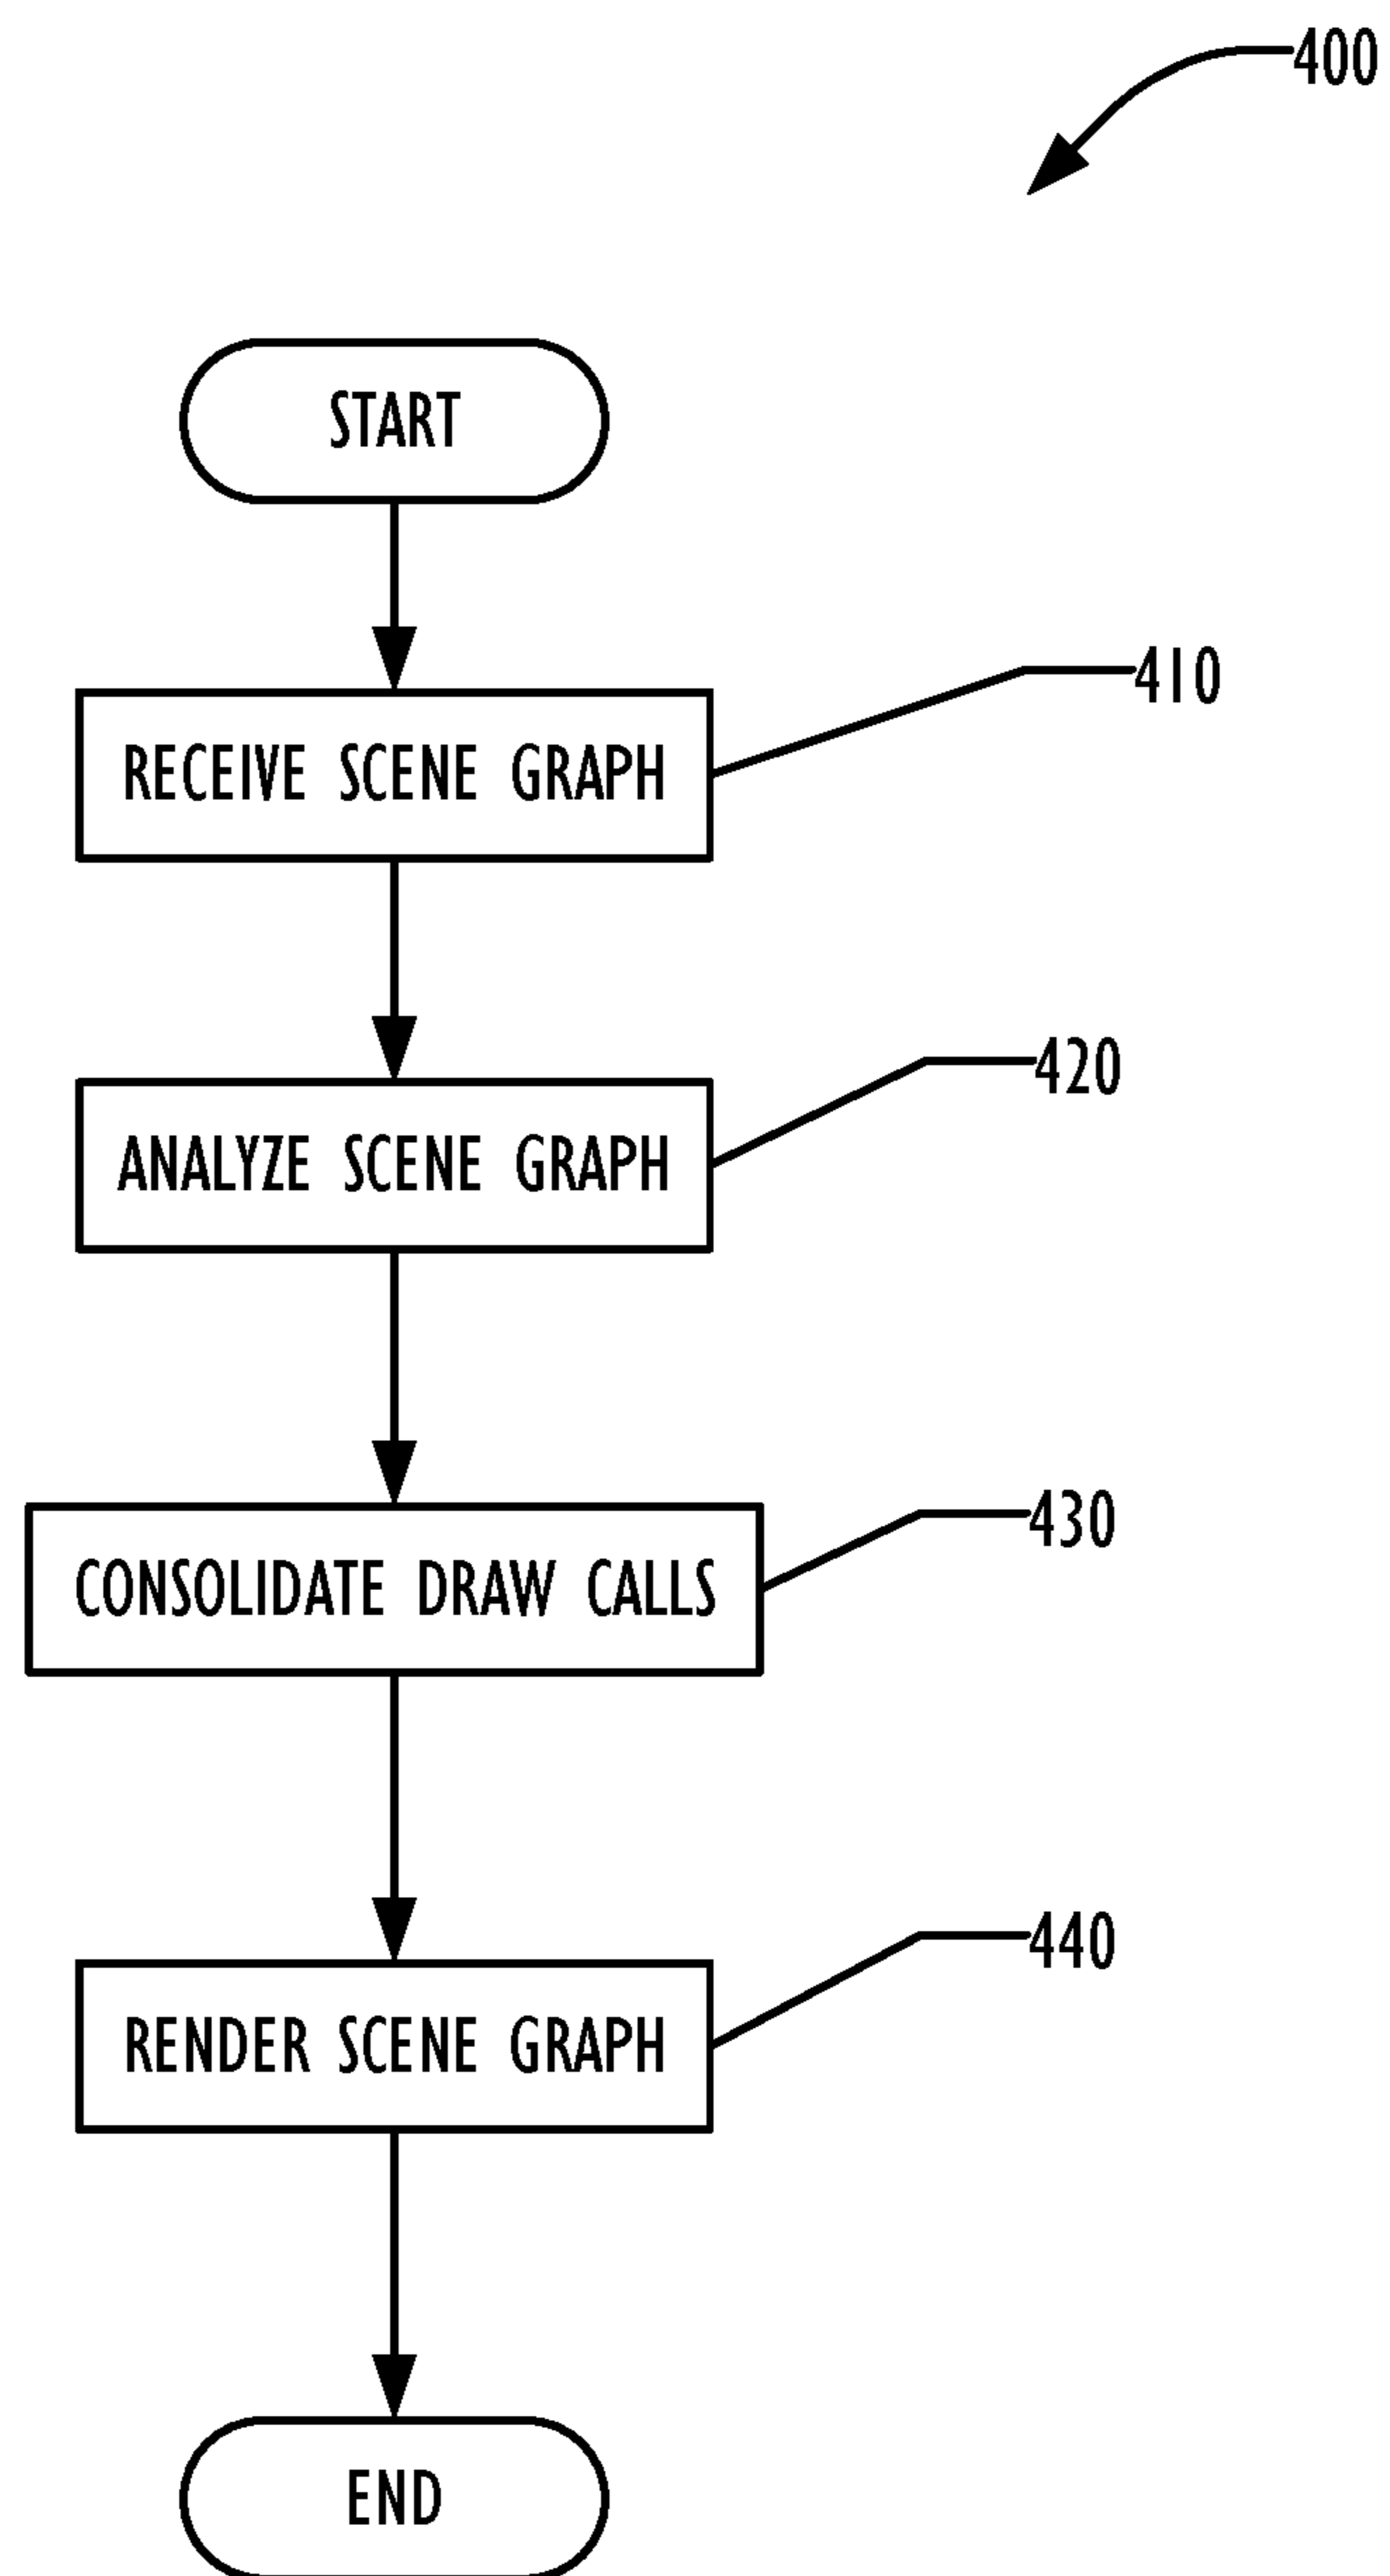 400
START
RECEIVE SCENE GRAPH
410
ANALYZE SCENE GRAPH
420
CONSOLIDATE DRAW CALLS
430
RENDER SCENE GRAPH
440
END